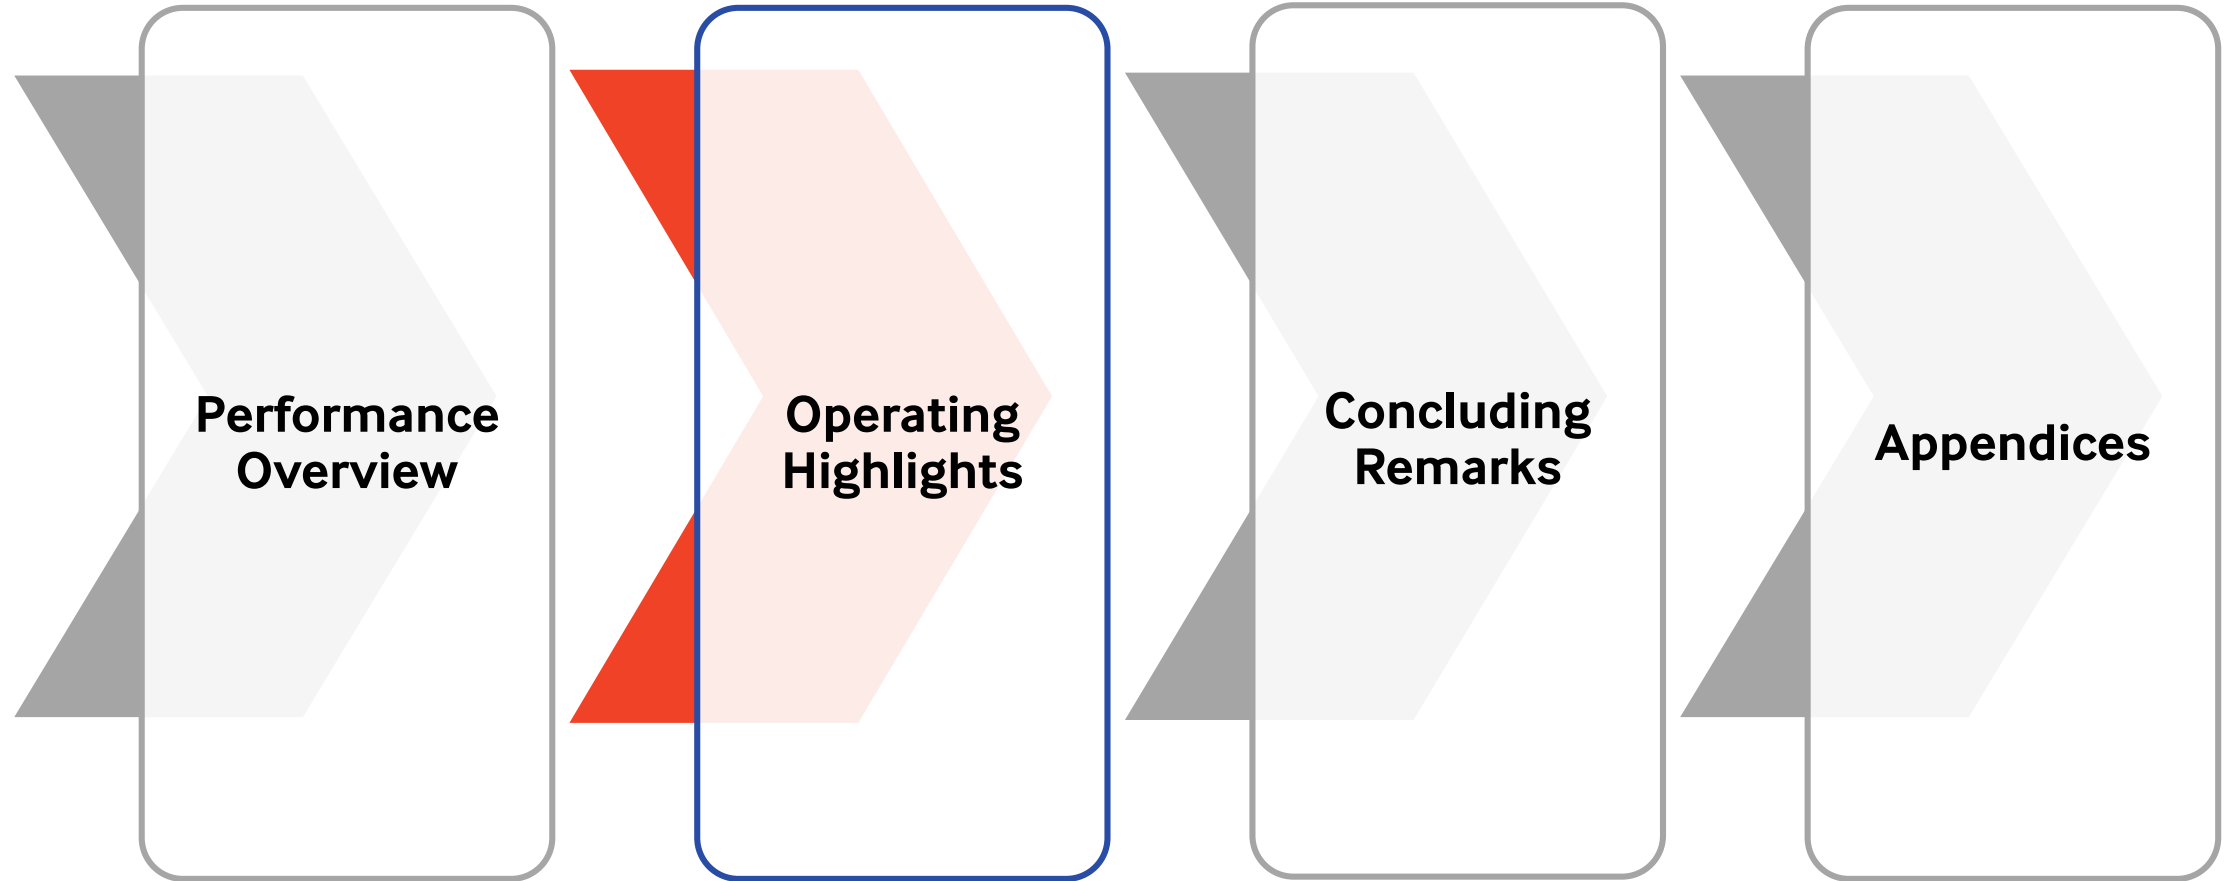 Performance
Overview
Operating
Highlights
Concluding
Remarks
Appendices